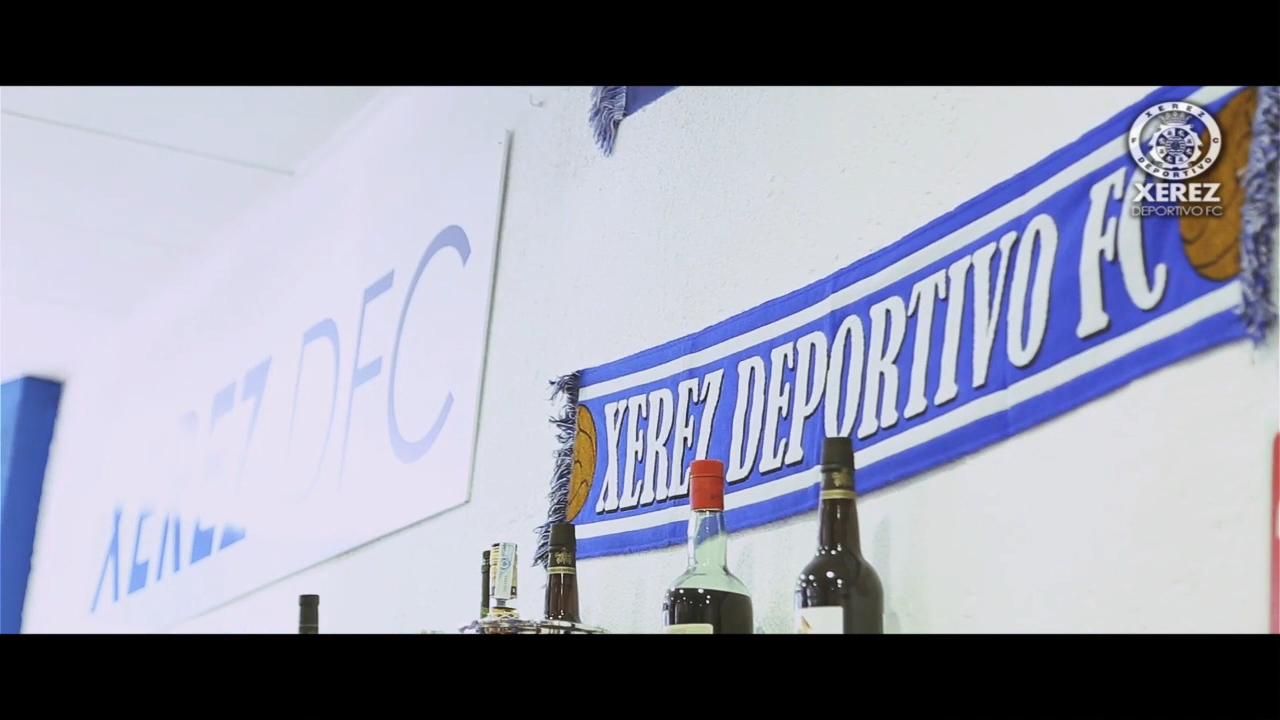 XEREZ DFC
XEREZ DEPORTIVO FC
XEREZ
DEPORTIVO
F C
XEREZ
DEPORTIVO FC